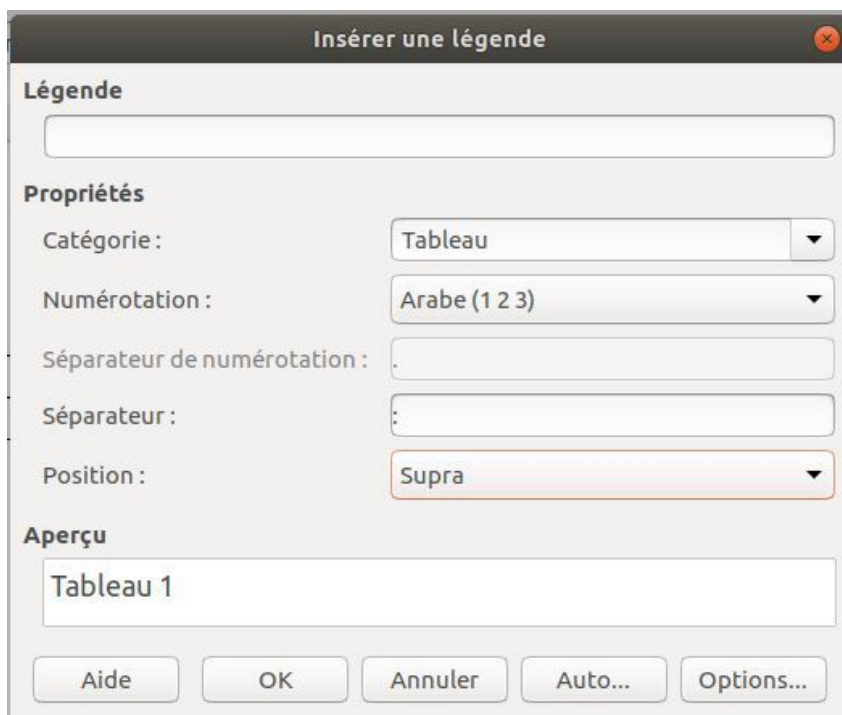 Insérer une légende
Légende
Propriétés
Catégorie : Tableau
Numérotation : Arabe (1 2 3)
Séparateur de numérotation : .
Séparateur : :
Position : Supra
Aperçu
Tableau 1
Aide OK Annuler Auto... Options...